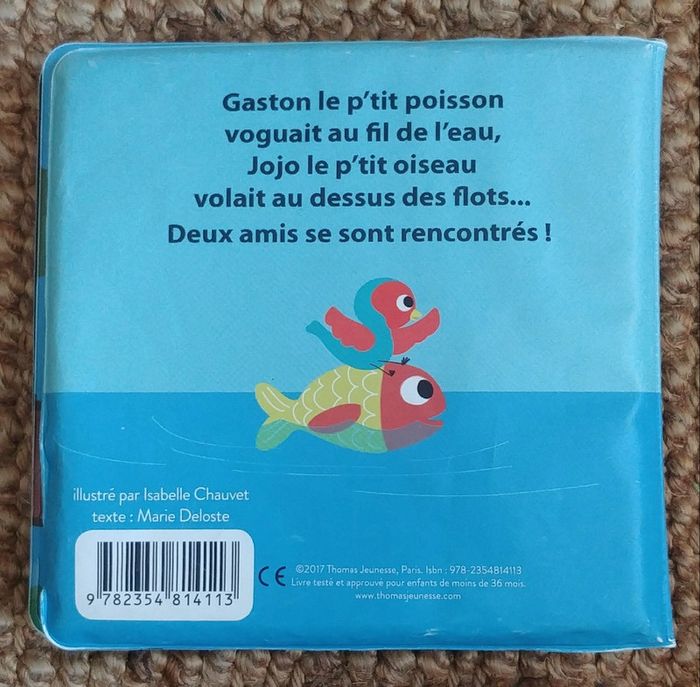 Gaston le p'tit poisson
voguait au fil de l'eau,
Jojo le p'tit oiseau
volait au dessus des flots...
Deux amis se sont rencontrés !
illustré par Isabelle Chauvet
texte : Marie Deloste
9 782354 814113
CE
©2017 Thomas Jeunesse, Paris. Isbn : 978-2354814113
Livre testé et approuvé pour enfants de moins de 36 mois.
www.thomasjeunesse.com